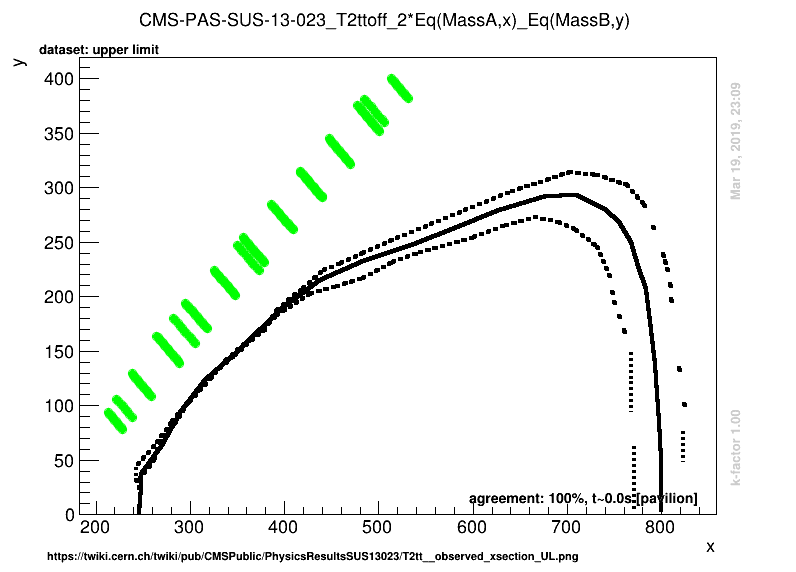 CMS-PAS-SUS-13-023_T2ttoff_2*Eq(MassA,x)_Eq(MassB,y)
dataset: upper limit
y
400
350
300
250
200
150
100
50
0
200
300
400
500
600
700
800
x
agreement: 100%, t~0.0s [pavilion]
Mar 19, 2019, 23:09
k-factor 1.00
https://twiki.cern.ch/twiki/pub/CMSPublic/PhysicsResultsSUS13023/T2tt__observed_xsection_UL.png